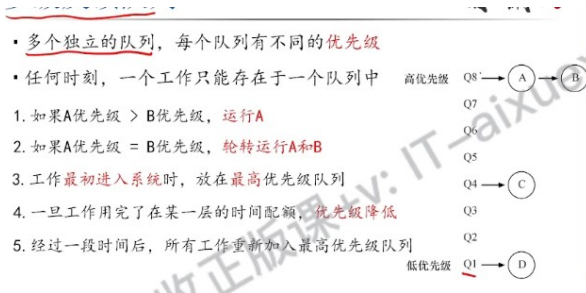 ▪ 多个独立的队列，每个队列有不同的优先级
▪ 任何时刻，一个工作只能存在于一个队列中
1. 如果A优先级 > B优先级，运行A
2. 如果A优先级 = B优先级，轮转运行A和B
3. 工作最初进入系统时，放在最高优先级队列
4. 一旦工作用完了在某一层的时间配额，优先级降低
5. 经过一段时间后，所有工作重新加入最高优先级队列
高优先级 Q8 A B
Q7
Q6
Q5
Q4 C
Q3
Q2
低优先级 Q1 D
收正版课+v: IT-aixue